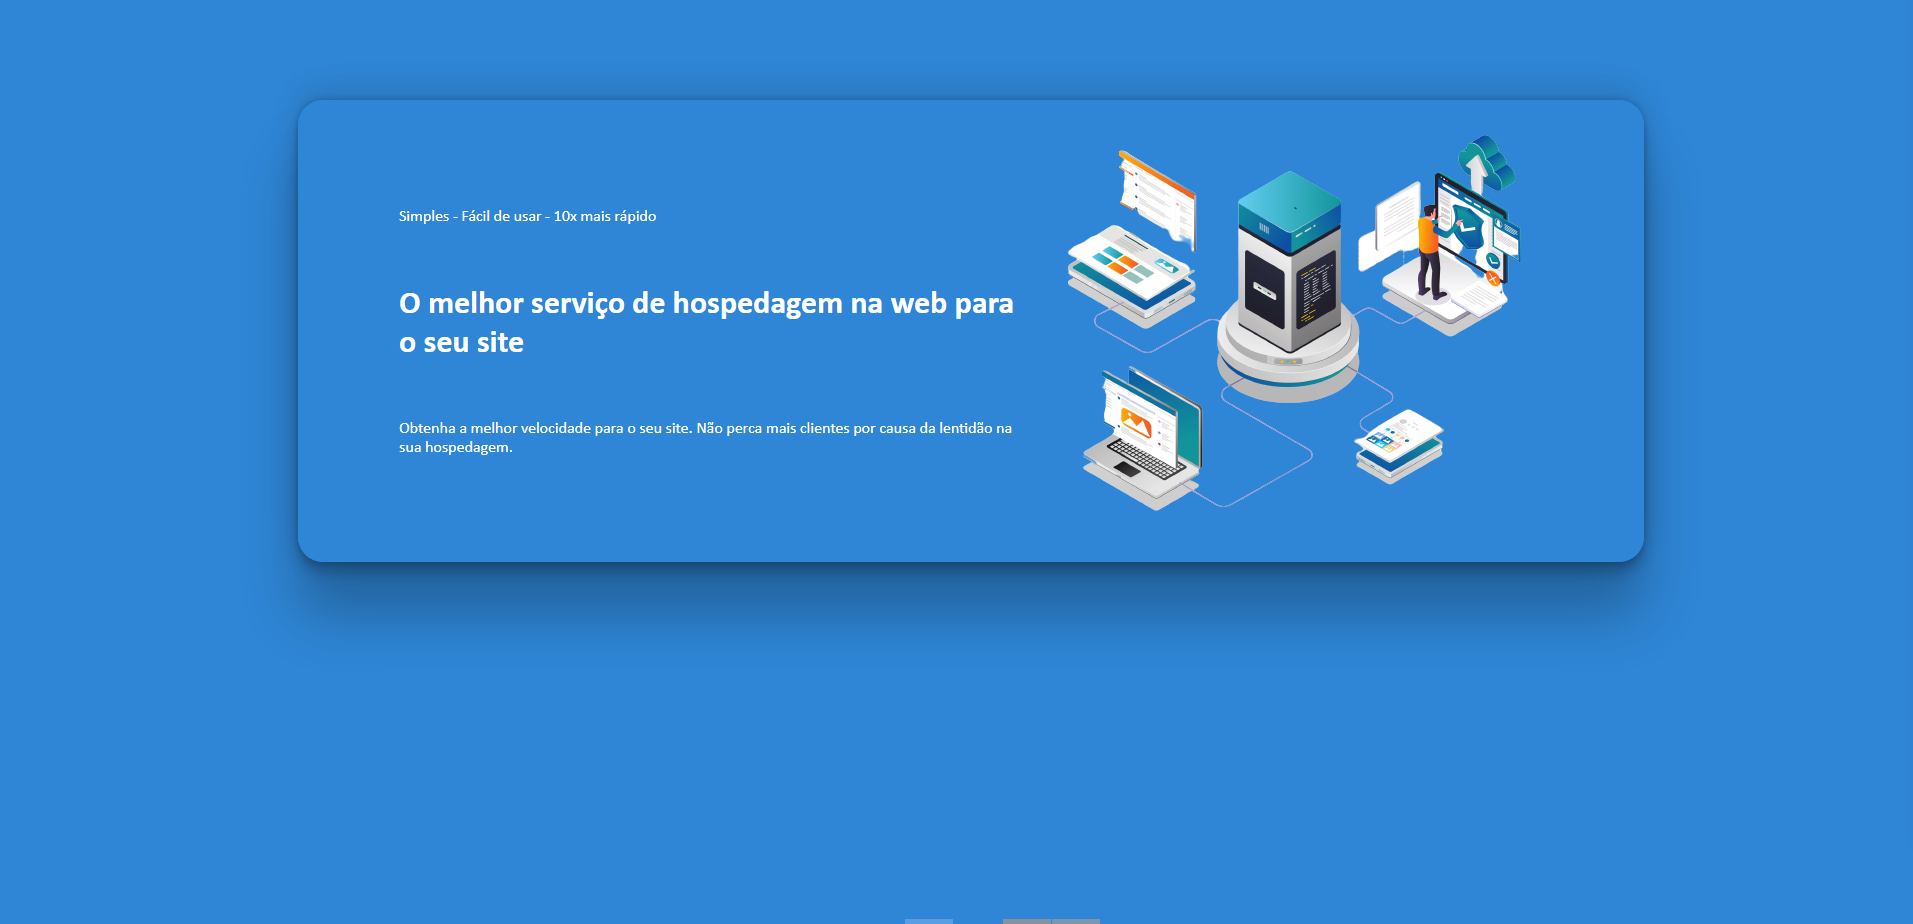 Simples - Fácil de usar - 10x mais rápido
O melhor serviço de hospedagem na web para
o seu site
Obtenha a melhor velocidade para o seu site. Não perca mais clientes por causa da lentidão na
sua hospedagem.